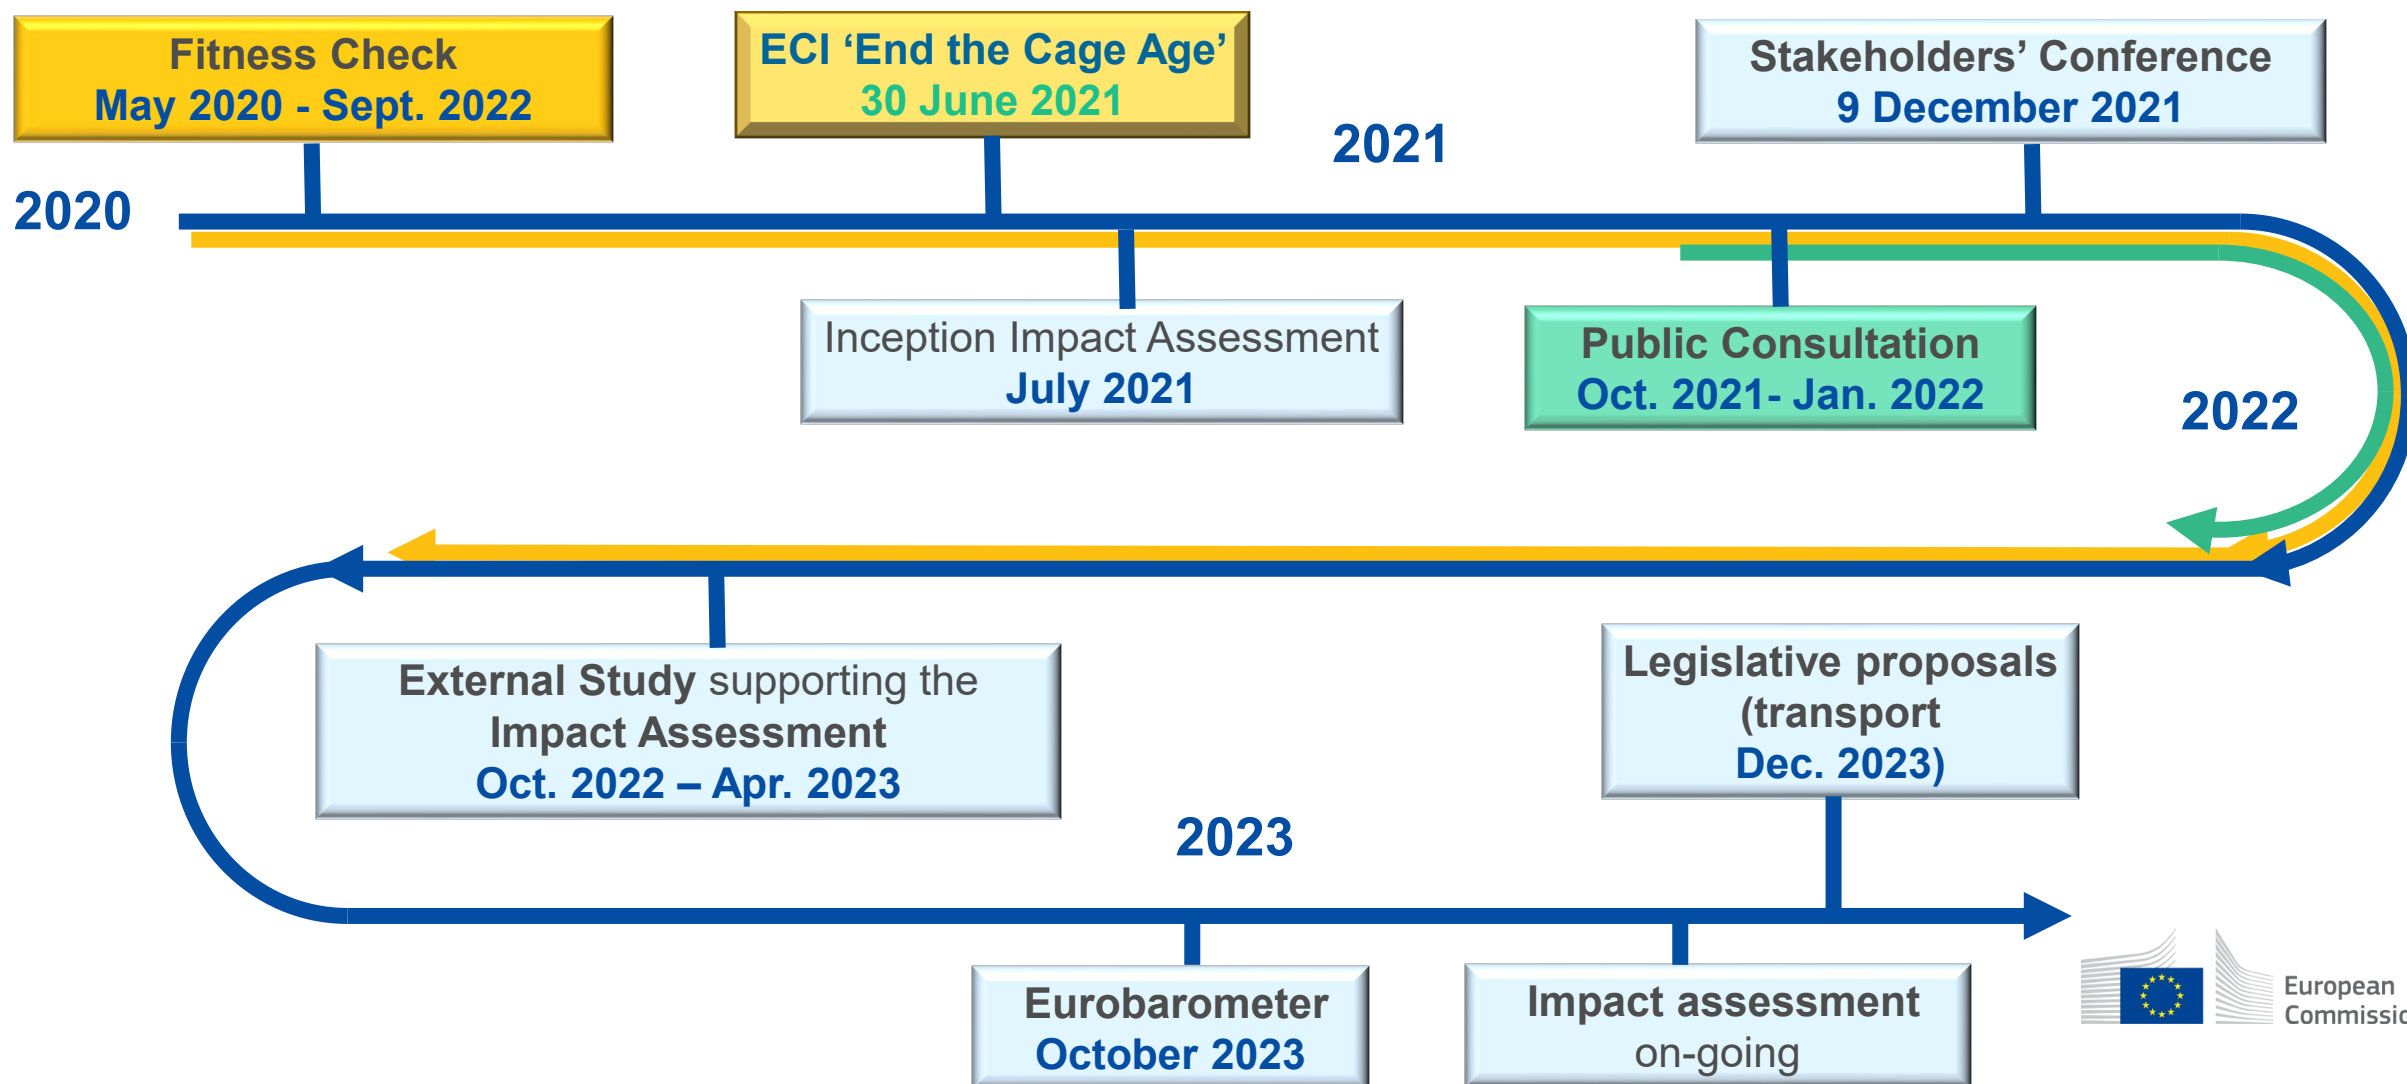 Fitness Check
May 2020 - Sept. 2022
ECI ‘End the Cage Age’
30 June 2021
Stakeholders’ Conference
9 December 2021
2020
2021
Inception Impact Assessment
July 2021
Public Consultation
Oct. 2021- Jan. 2022
2022
External Study supporting the
Impact Assessment
Oct. 2022 – Apr. 2023
Legislative proposals
(transport
Dec. 2023)
2023
Eurobarometer
October 2023
Impact assessment
on-going
European
Commissio